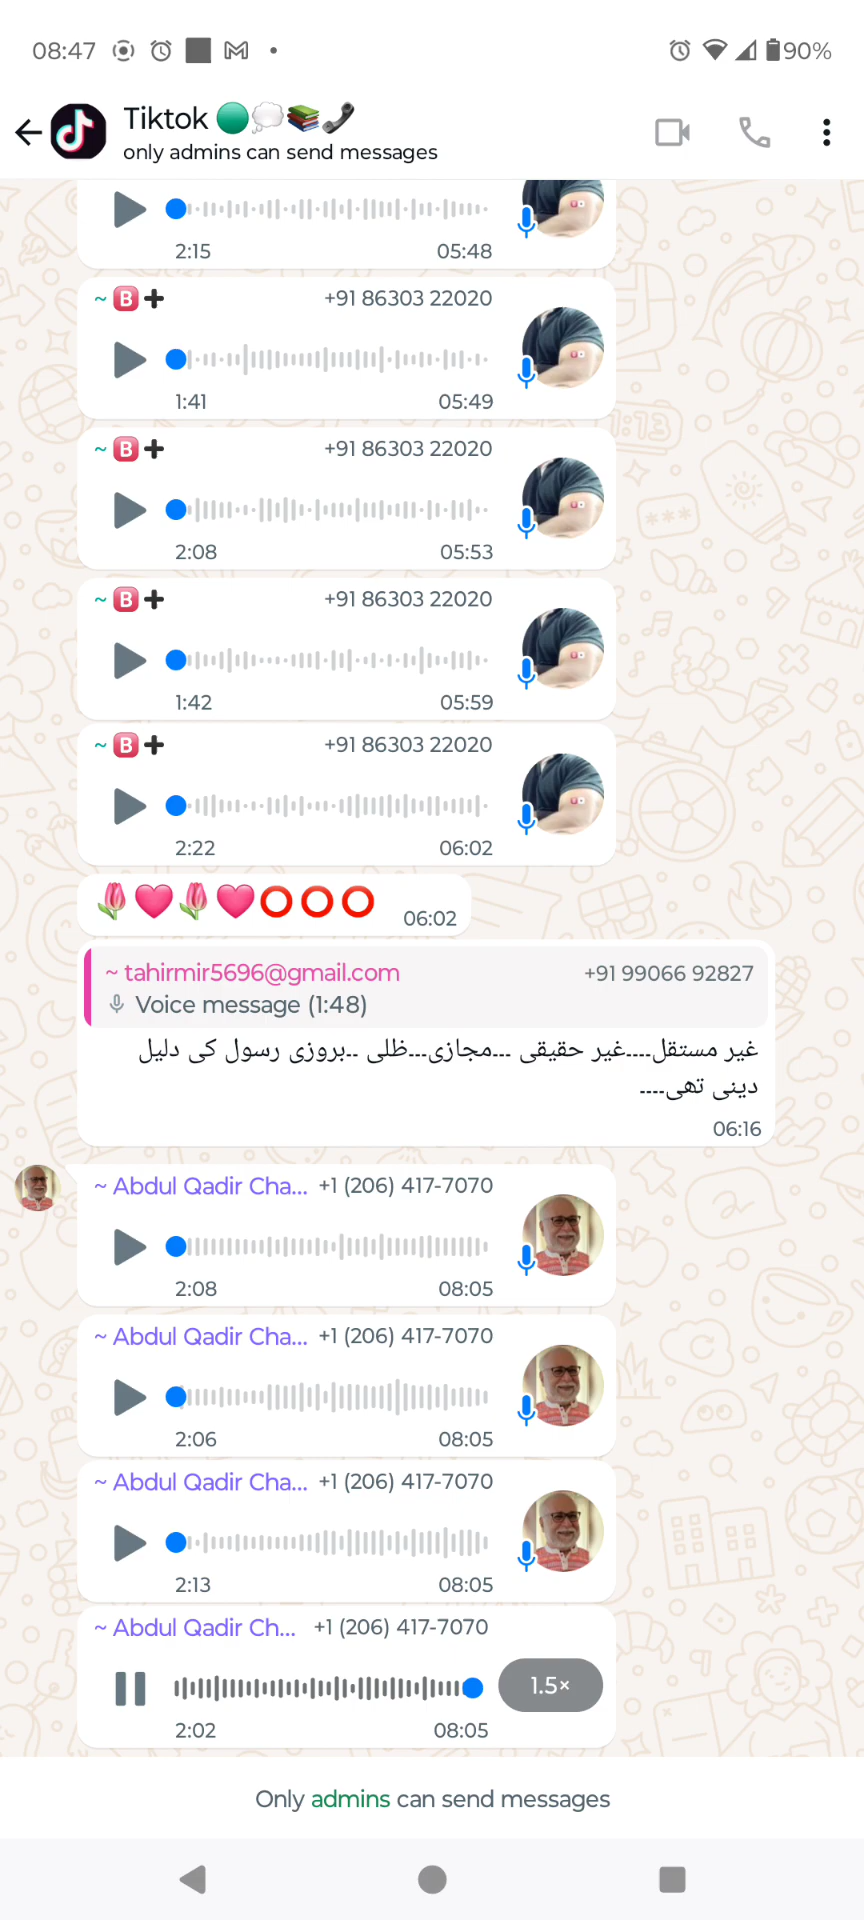 08:47 90%
Tiktok 🟢💭📚📞
only admins can send messages
2:15 05:48
~ 🅱️➕ +91 86303 22020
1:41 05:49
~ 🅱️➕ +91 86303 22020
2:08 05:53
~ 🅱️➕ +91 86303 22020
1:42 05:59
~ 🅱️➕ +91 86303 22020
2:22 06:02
🌷🩷🌷🩷⭕⭕⭕ 06:02
~ tahirmir5696@gmail.com +91 99066 92827
Voice message (1:48)
غیر مستقل....غیر حقیقی ...مجازی...ظلی ..بروزی رسول کی دلیل
دینی تھی....
06:16
~ Abdul Qadir Cha... +1 (206) 417-7070
2:08 08:05
~ Abdul Qadir Cha... +1 (206) 417-7070
2:06 08:05
~ Abdul Qadir Cha... +1 (206) 417-7070
2:13 08:05
~ Abdul Qadir Ch... +1 (206) 417-7070
1.5×
2:02 08:05
Only admins can send messages